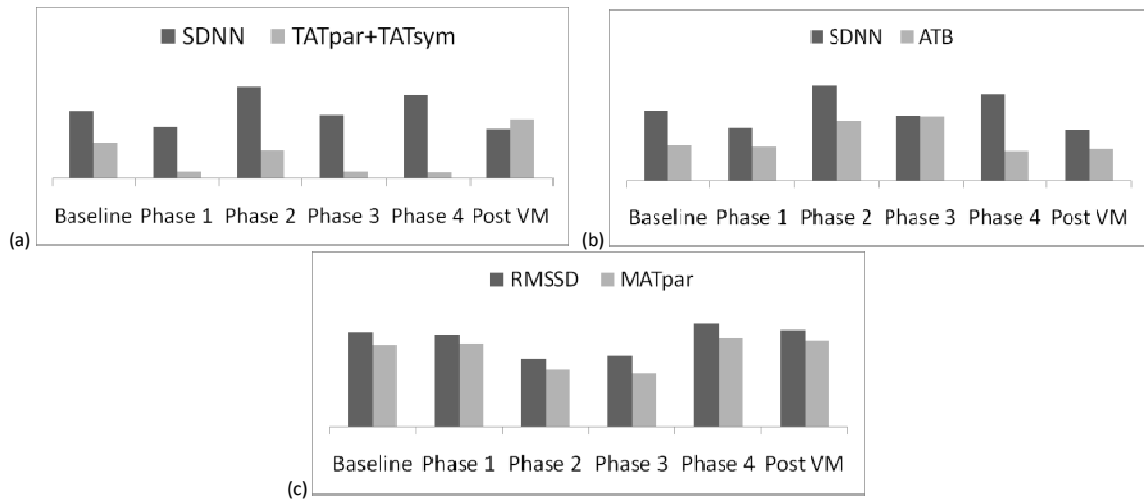 SDNN TATpar+TATsym
Baseline Phase 1 Phase 2 Phase 3 Phase 4 Post VM
(a)
SDNN ATB
Baseline Phase 1 Phase 2 Phase 3 Phase 4 Post VM
(b)
RMSSD MATpar
Baseline Phase 1 Phase 2 Phase 3 Phase 4 Post VM
(c)